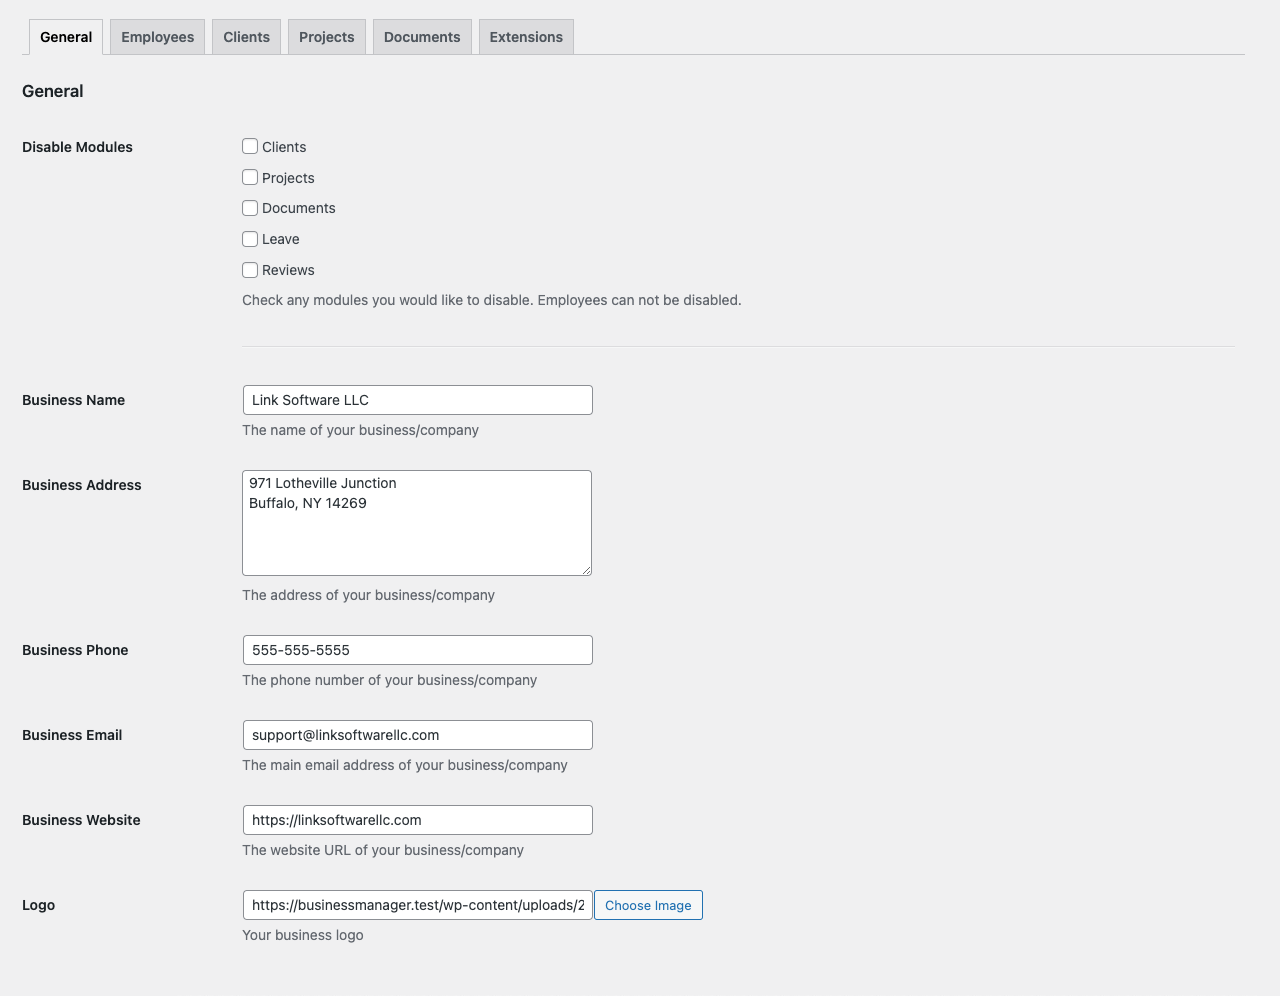 General Employees Clients Projects Documents Extensions
General
Disable Modules
Clients
Projects
Documents
Leave
Reviews
Check any modules you would like to disable. Employees can not be disabled.
Business Name
Link Software LLC
The name of your business/company
Business Address
971 Lotheville Junction
Buffalo, NY 14269
The address of your business/company
Business Phone
555-555-5555
The phone number of your business/company
Business Email
support@linksoftwarellc.com
The main email address of your business/company
Business Website
https://linksoftwarellc.com
The website URL of your business/company
Logo
https://businessmanager.test/wp-content/uploads/2
Choose Image
Your business logo